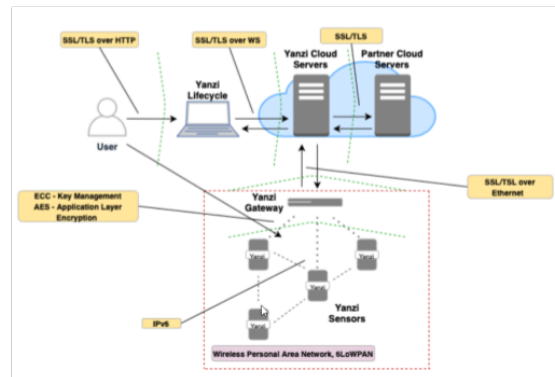 SSL/TLS over HTTP
SSL/TLS over WS
SSL/TLS
Yanzi Cloud
Servers
Partner Cloud
Servers
Yanzi
Lifecycle
User
SSL/TSL over
Ethernet
ECC - Key Management
AES - Application Layer
Encryption
Yanzi
Gateway
Yanzi
Yanzi
Yanzi
Yanzi
Yanzi
Sensors
IPv6
Wireless Personal Area Network, 6LoWPAN